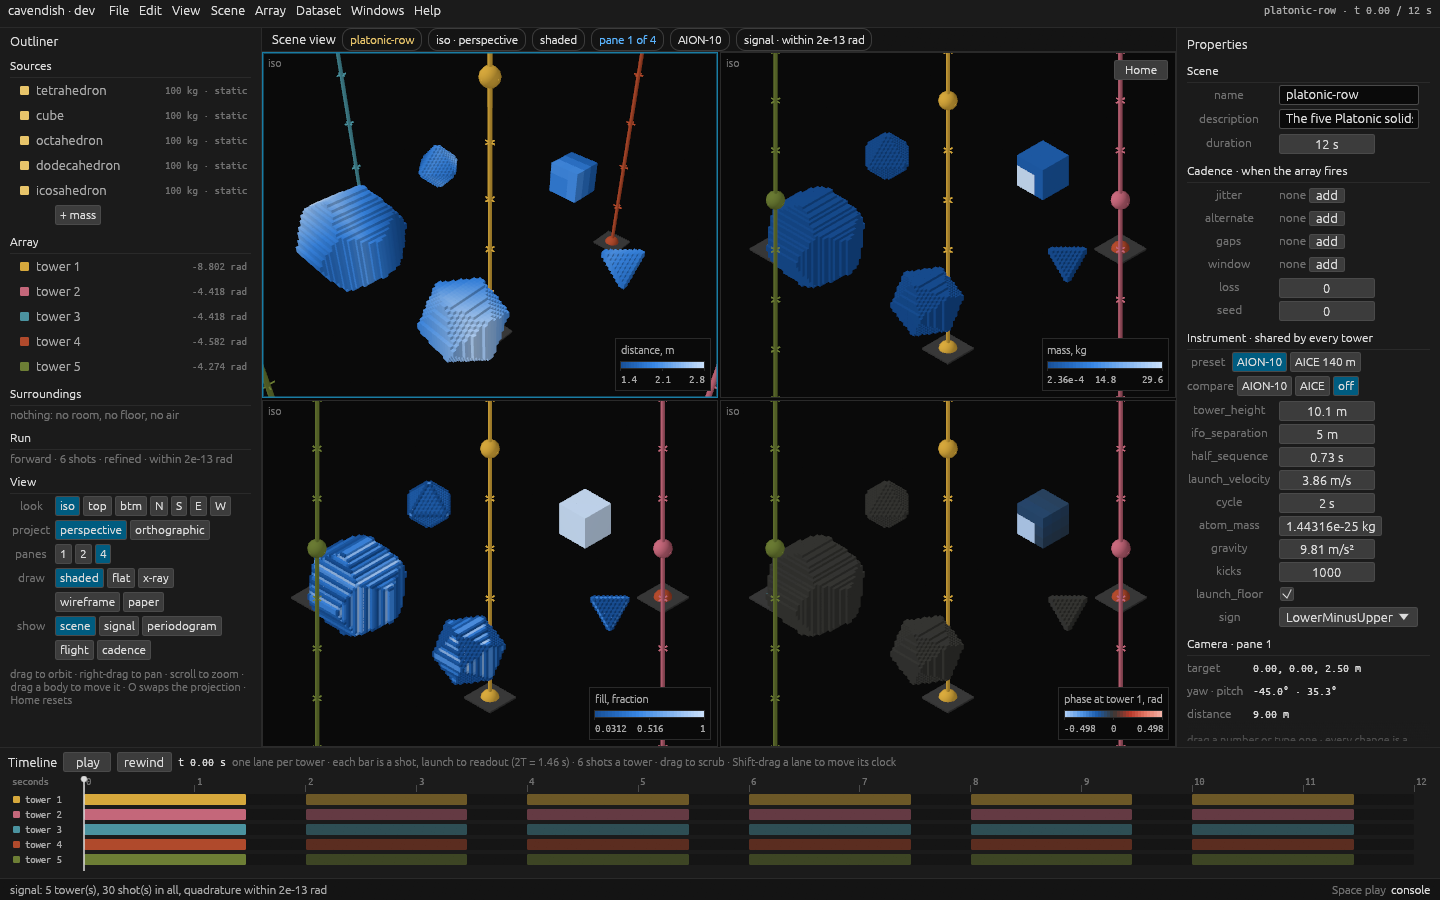 cavendish · dev File Edit View Scene Array Dataset Windows Help platonic-row · t 0.00 / 12 s
Outliner
Sources
tetrahedron 100 kg · static
cube 100 kg · static
octahedron 100 kg · static
dodecahedron 100 kg · static
icosahedron 100 kg · static
+ mass
Array
tower 1 -8.802 rad
tower 2 -4.418 rad
tower 3 -4.418 rad
tower 4 -4.582 rad
tower 5 -4.274 rad
Surroundings
nothing: no room, no floor, no air
Run
forward · 6 shots · refined · within 2e-13 rad
View
look iso top btm N S E W
project perspective orthographic
panes 1 2 4
draw shaded flat x-ray
wireframe paper
show scene signal periodogram
flight cadence
drag to orbit · right-drag to pan · scroll to zoom ·
drag a body to move it · O swaps the projection ·
Home resets
Scene view platonic-row iso · perspective shaded pane 1 of 4 AION-10 signal · within 2e-13 rad
iso
distance, m
1.4 2.1 2.8
iso
Home
mass, kg
2.36e-4 14.8 29.6
iso
fill, fraction
0.0312 0.516 1
iso
phase at tower 1, rad
-0.498 0 0.498
Properties
Scene
name platonic-row
description The five Platonic solids
duration 12 s
Cadence · when the array fires
jitter none add
alternate none add
gaps none add
window none add
loss 0
seed 0
Instrument · shared by every tower
preset AION-10 AICE 140 m
compare AION-10 AICE off
tower_height 10.1 m
ifo_separation 5 m
half_sequence 0.73 s
launch_velocity 3.86 m/s
cycle 2 s
atom_mass 1.44316e-25 kg
gravity 9.81 m/s²
kicks 1000
launch_floor
sign LowerMinusUpper
Camera · pane 1
target 0.00, 0.00, 2.50 m
yaw · pitch -45.0° · 35.3°
distance 9.00 m
drag a number or type one · every change is a
Timeline play rewind t 0.00 s one lane per tower · each bar is a shot, launch to readout (2T = 1.46 s) · 6 shots a tower · drag to scrub · Shift-drag a lane to move its clock
seconds 0 1 2 3 4 5 6 7 8 9 10 11 12
tower 1
tower 2
tower 3
tower 4
tower 5
signal: 5 tower(s), 30 shot(s) in all, quadrature within 2e-13 rad Space play console